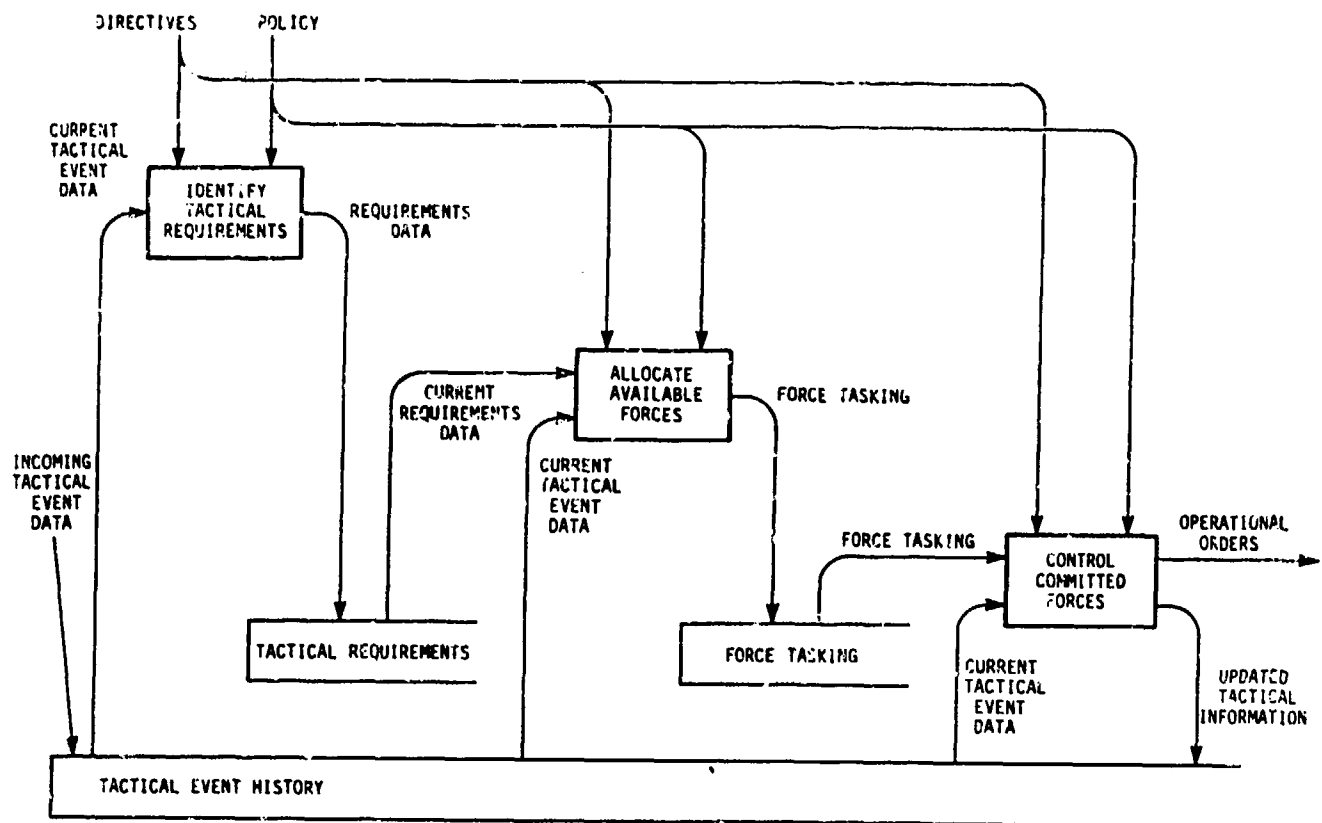 DIRECTIVES
POLICY
CURRENT
TACTICAL
EVENT
DATA
IDENTIFY
TACTICAL
REQUIREMENTS
REQUIREMENTS
DATA
ALLOCATE
AVAILABLE
FORCES
FORCE TASKING
CURRENT
REQUIREMENTS
DATA
INCOMING
TACTICAL
EVENT
DATA
CURRENT
TACTICAL
EVENT
DATA
FORCE TASKING
CONTROL
COMMITTED
FORCES
OPERATIONAL
ORDERS
TACTICAL REQUIREMENTS
FORCE TASKING
CURRENT
TACTICAL
EVENT
DATA
UPDATED
TACTICAL
INFORMATION
TACTICAL EVENT HISTORY